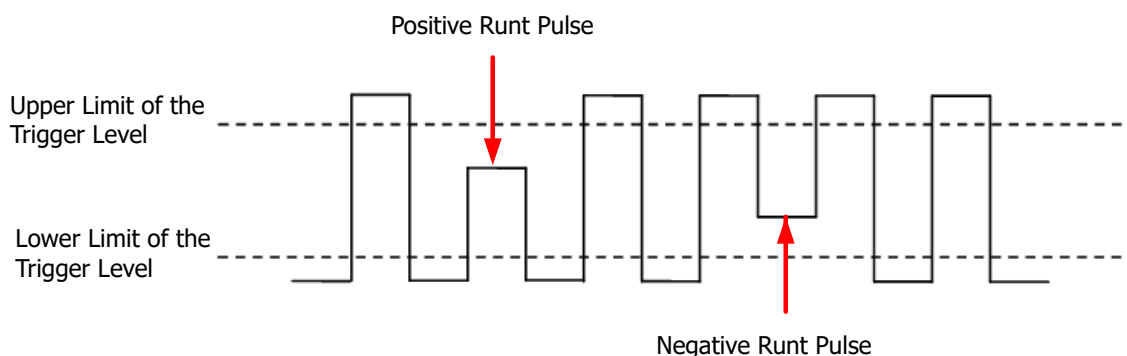 Positive Runt Pulse
Upper Limit of the
Trigger Level
Lower Limit of the
Trigger Level
Negative Runt Pulse